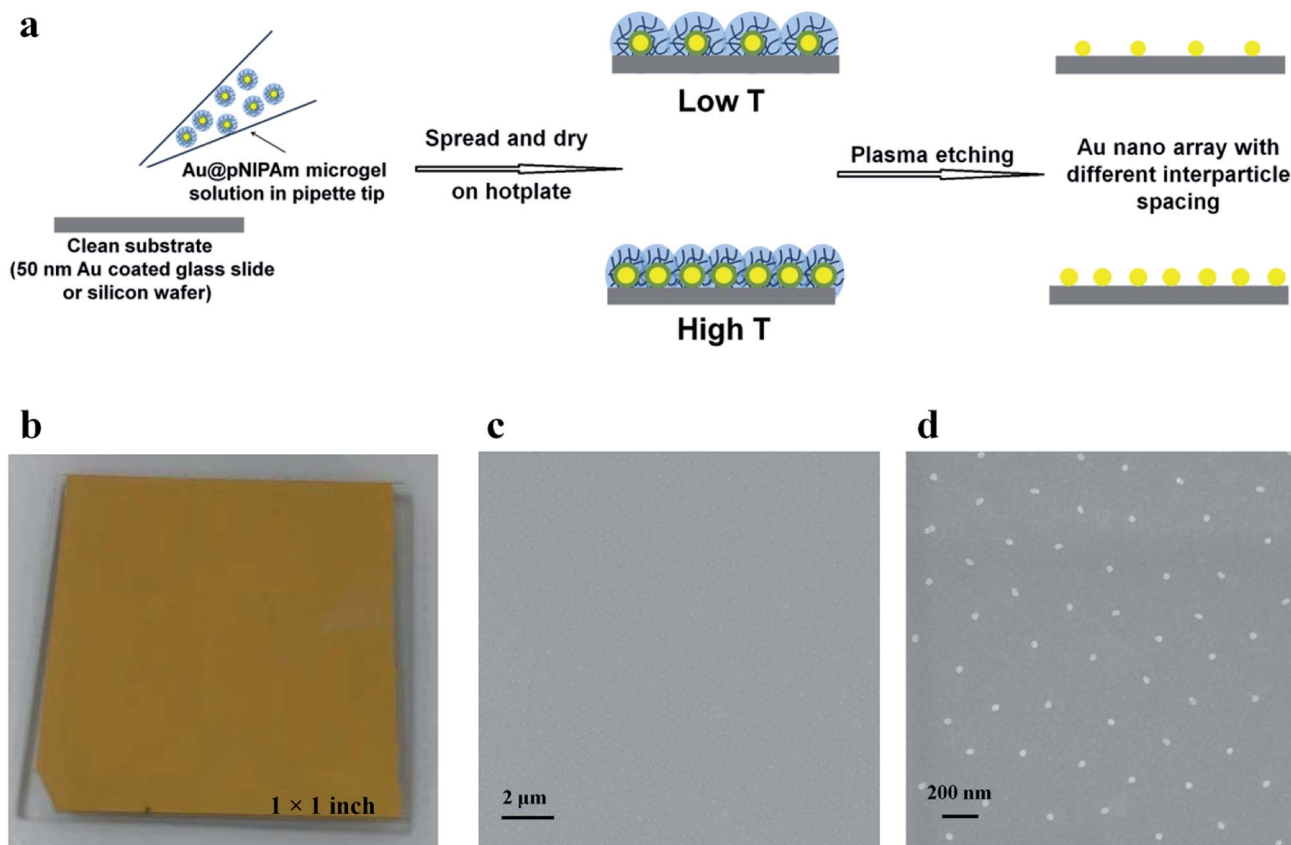 a
Au@pNIPAm microgel
solution in pipette tip
Clean substrate
(50 nm Au coated glass slide
or silicon wafer)
Spread and dry
on hotplate
Low T
High T
Plasma etching
Au nano array with
different interparticle
spacing
b
1 × 1 inch
c
2 μm
d
200 nm